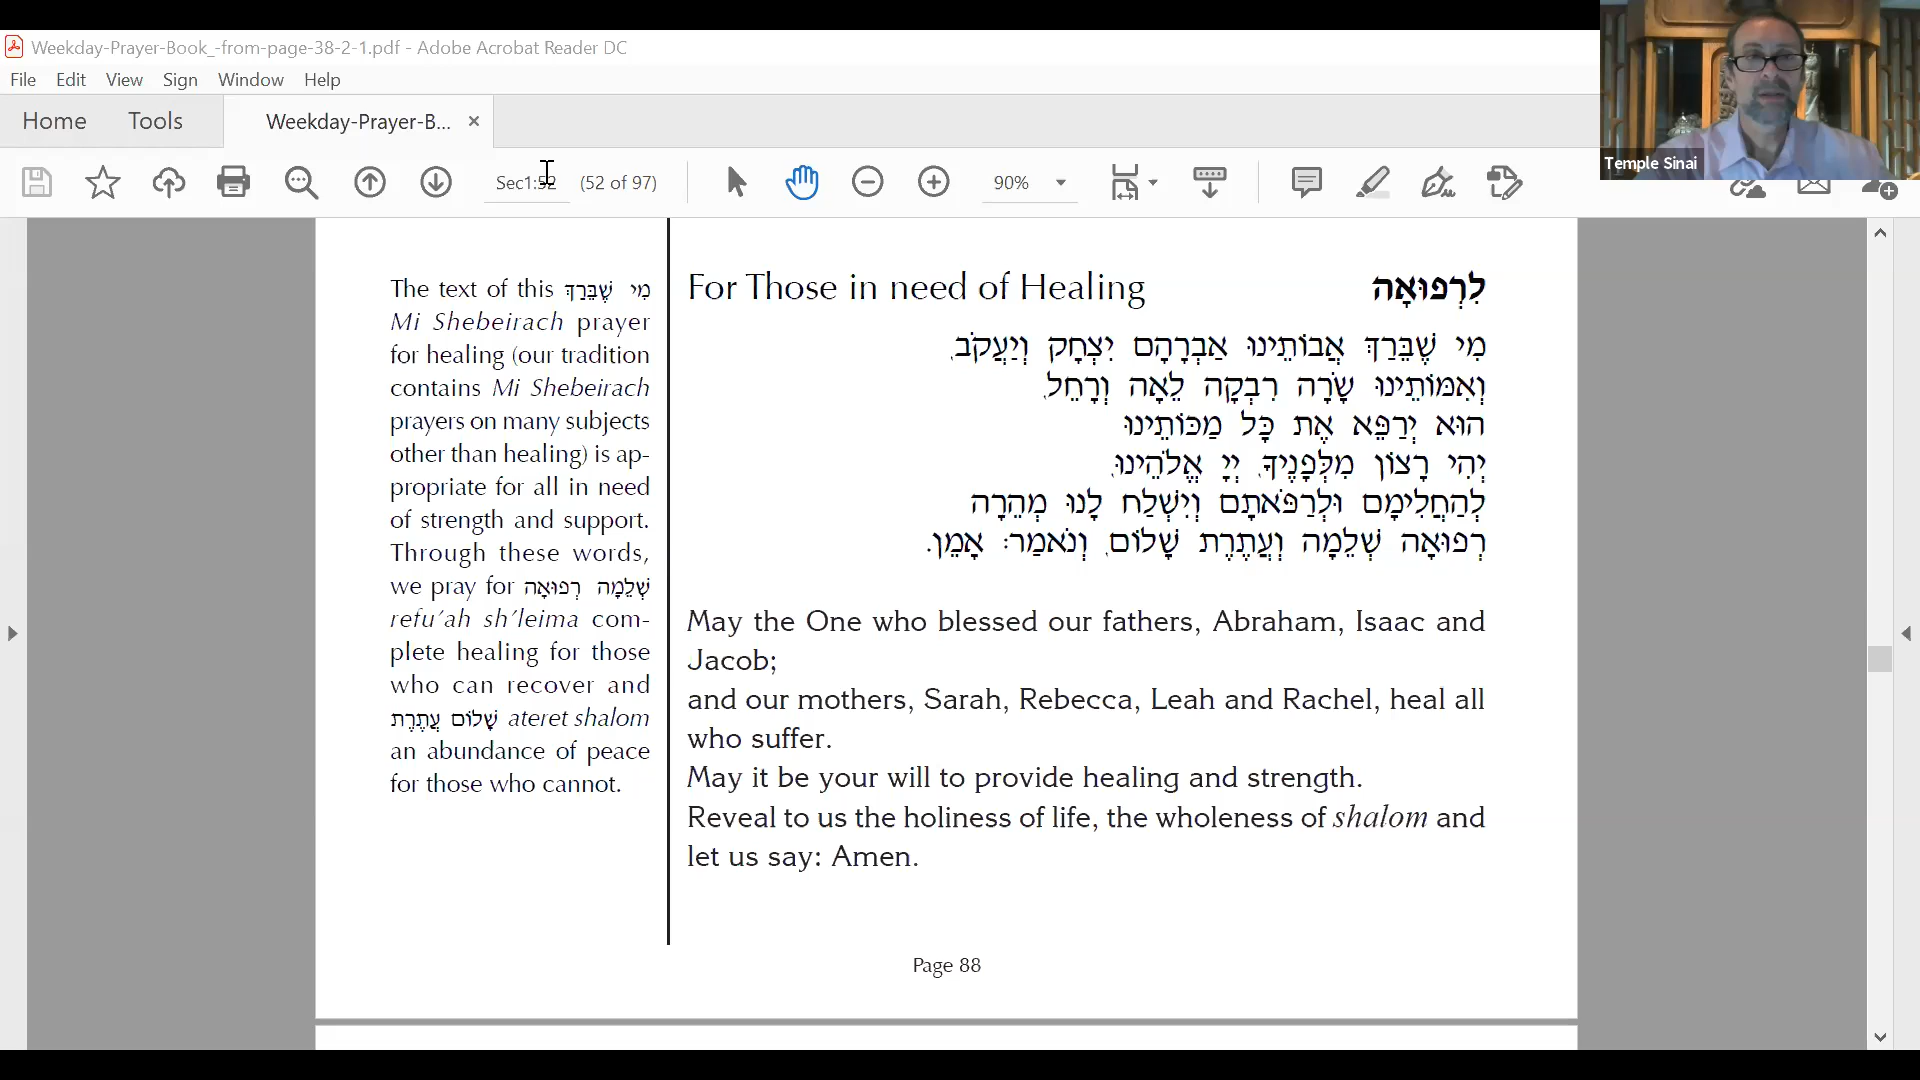 Weekday-Prayer-Book_-from-page-38-2-1.pdf - Adobe Acrobat Reader DC
File Edit View Sign Window Help
Home Tools Weekday-Prayer-B... ×
Sec1:52 (52 of 97) 90%
Temple Sinai
The text of this מִי שֶׁבֵּרַךְ
Mi Shebeirach prayer
for healing (our tradition
contains Mi Shebeirach
prayers on many subjects
other than healing) is ap-
propriate for all in need
of strength and support.
Through these words,
we pray for שְׁלֵמָה רְפוּאָה
refu’ah sh’leima com-
plete healing for those
who can recover and
שָׁלוֹם עֲתֶרֶת ateret shalom
an abundance of peace
for those who cannot.
For Those in need of Healing לִרְפוּאָה
מִי שֶׁבֵּרַךְ אֲבוֹתֵינוּ אַבְרָהָם יִצְחָק וְיַעֲקֹב,
וְאִמּוֹתֵינוּ שָׂרָה רִבְקָה לֵאָה וְרָחֵל,
הוּא יְרַפֵּא אֶת כָּל מַכּוֹתֵינוּ
יְהִי רָצוֹן מִלְּפָנֶיךָ, יְיָ אֱלֹהֵינוּ,
לְהַחֲלִימָם וּלְרַפֹּאתָם וְיִשְׁלַח לָנוּ מְהֵרָה
רְפוּאָה שְׁלֵמָה וְעֲתֶרֶת שָׁלוֹם, וְנֹאמַר: אָמֵן.
May the One who blessed our fathers, Abraham, Isaac and
Jacob;
and our mothers, Sarah, Rebecca, Leah and Rachel, heal all
who suffer.
May it be your will to provide healing and strength.
Reveal to us the holiness of life, the wholeness of shalom and
let us say: Amen.
Page 88